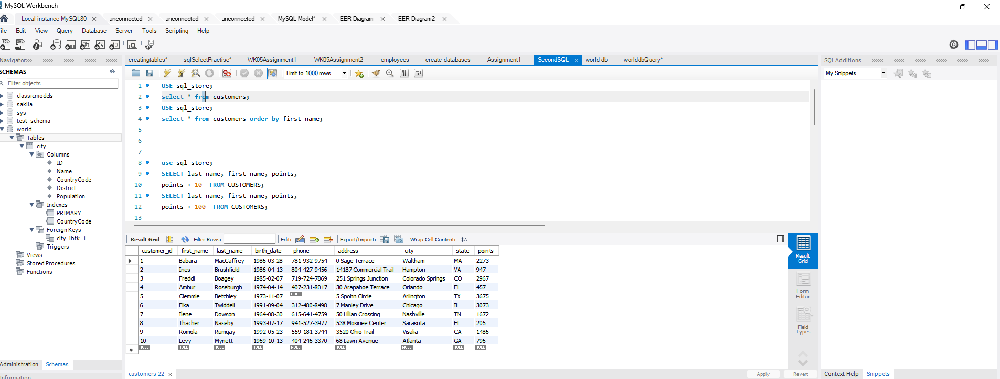 MySQL Workbench
Local instance MySQL80
unconnected
unconnected
unconnected
MySQL Model*
EER Diagram
EER Diagram2
ile Edit View Query Database Server Tools Scripting Help
Navigator
SCHEMAS
Filter objects
classicmodels
sakila
sys
test_schema
world
Tables
city
Columns
ID
Name
CountryCode
District
Population
Indexes
PRIMARY
CountryCode
Foreign Keys
city_ibfk_1
Triggers
Views
Stored Procedures
Functions
Administration Schemas
Information
creatingtables* sqlSelectPractise* WK05Assignment1 WK05Assignment2 employees create-databases Assignment1 SecondSQL world db worlddbQuery*
Limit to 1000 rows
1 USE sql_store;
2 select * from customers;
3 USE sql_store;
4 select * from customers order by first_name;
5
6
7
8 use sql_store;
9 SELECT last_name, first_name, points,
10 points + 10 FROM CUSTOMERS;
11 SELECT last_name, first_name, points,
12 points + 100 FROM CUSTOMERS;
13
Result Grid Filter Rows: Edit: Export/Import: Wrap Cell Content:
customer_id first_name last_name birth_date phone address city state points
1 Babara MacCaffrey 1986-03-28 781-932-9754 0 Sage Terrace Waltham MA 2273
2 Ines Brushfield 1986-04-13 804-427-9456 14187 Commercial Trail Hampton VA 947
3 Freddi Boagey 1985-02-07 719-724-7869 251 Springs Junction Colorado Springs CO 2967
4 Ambur Roseburgh 1974-04-14 407-231-8017 30 Arapahoe Terrace Orlando FL 457
5 Clemmie Betchley 1973-11-07 NULL 5 Spohn Circle Arlington TX 3675
6 Elka Twiddell 1991-09-04 312-480-8498 7 Manley Drive Chicago IL 3073
7 Ilene Dowson 1964-08-30 615-641-4759 50 Lillian Crossing Nashville TN 1672
8 Thacher Naseby 1993-07-17 941-527-3977 538 Mosinee Center Sarasota FL 205
9 Romola Rumgay 1992-05-23 559-181-3744 3520 Ohio Trail Visalia CA 1486
10 Levy Mynett 1969-10-13 404-246-3370 68 Lawn Avenue Atlanta GA 796
NULL NULL NULL NULL NULL NULL NULL NULL NULL
Result
Grid
Form
Editor
Field
Types
customers 22
Apply Revert
SQLAdditions
My Snippets
Context Help Snippets